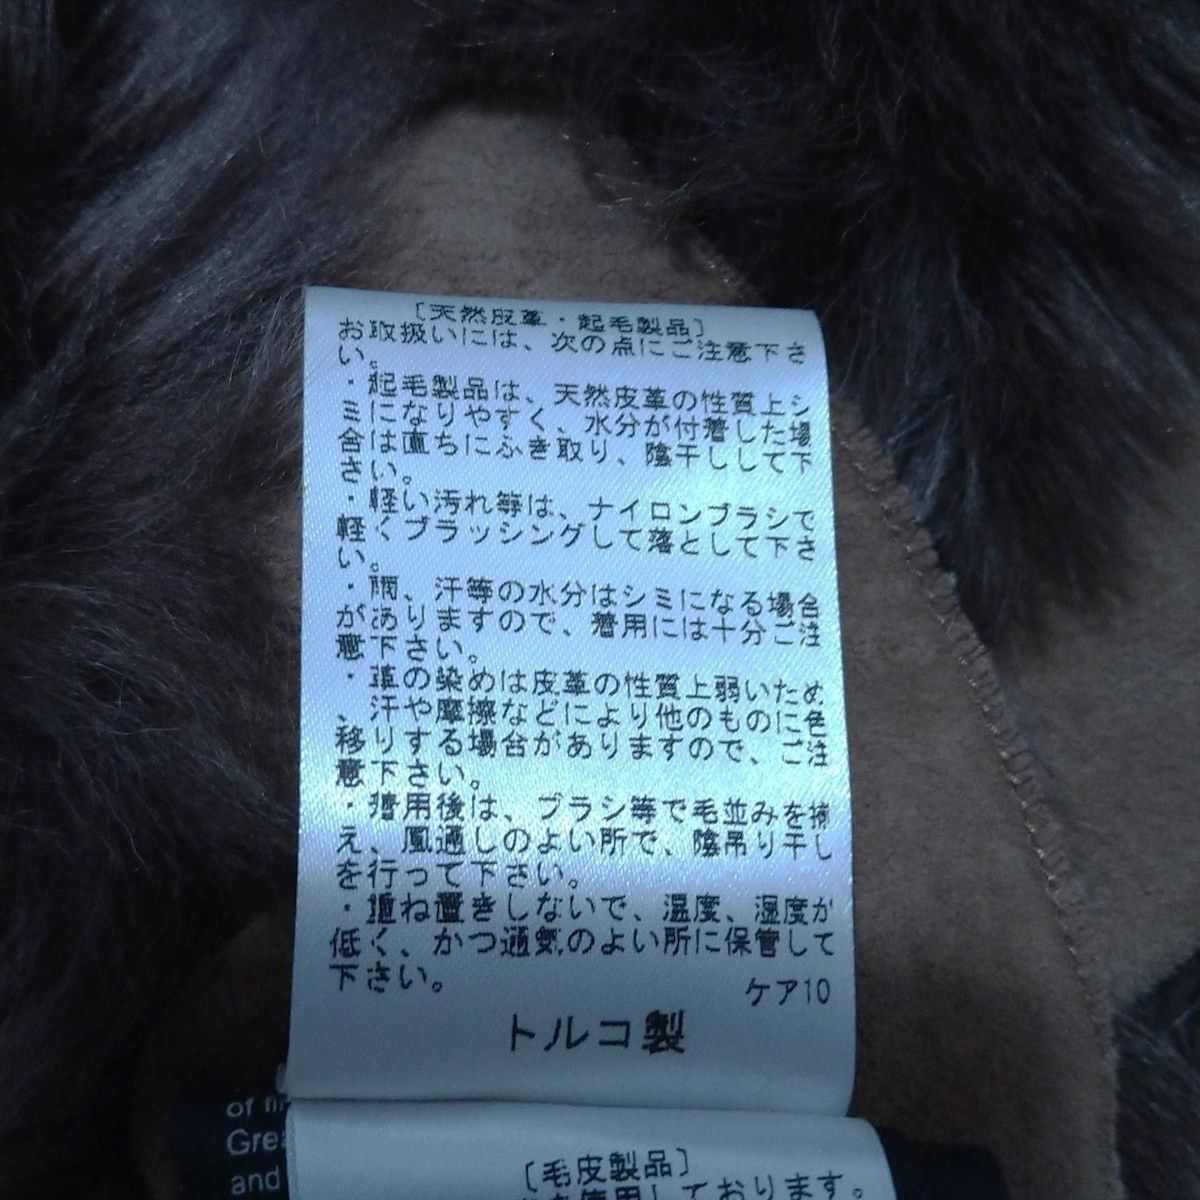 [天然皮革・起毛製品]
お取扱いには、次の点にご注意下さ
い。
・起毛製品は、天然皮革の性質上シ
ミになりやすく、水分が付着した場
合は直ちにふき取り、陰干しして下
さい。
・軽い汚れ等は、ナイロンブラシで
軽くブラッシングして落として下さ
い。
・雨、汗等の水分はシミになる場合
がありますので、着用には十分ご注
意下さい。
・革の染めは皮革の性質上弱いため
、汗や摩擦などにより他のものに色
移りする場合がありますので、ご注
意下さい。
・着用後は、ブラシ等で毛並みを揃
え、風通しのよい所で、陰吊り干し
を行って下さい。
・重ね置きしないで、温度、湿度が
低く、かつ通気のよい所に保管して
下さい。
ケア10
トルコ製
of
and
[毛皮製品]
を使用しております。